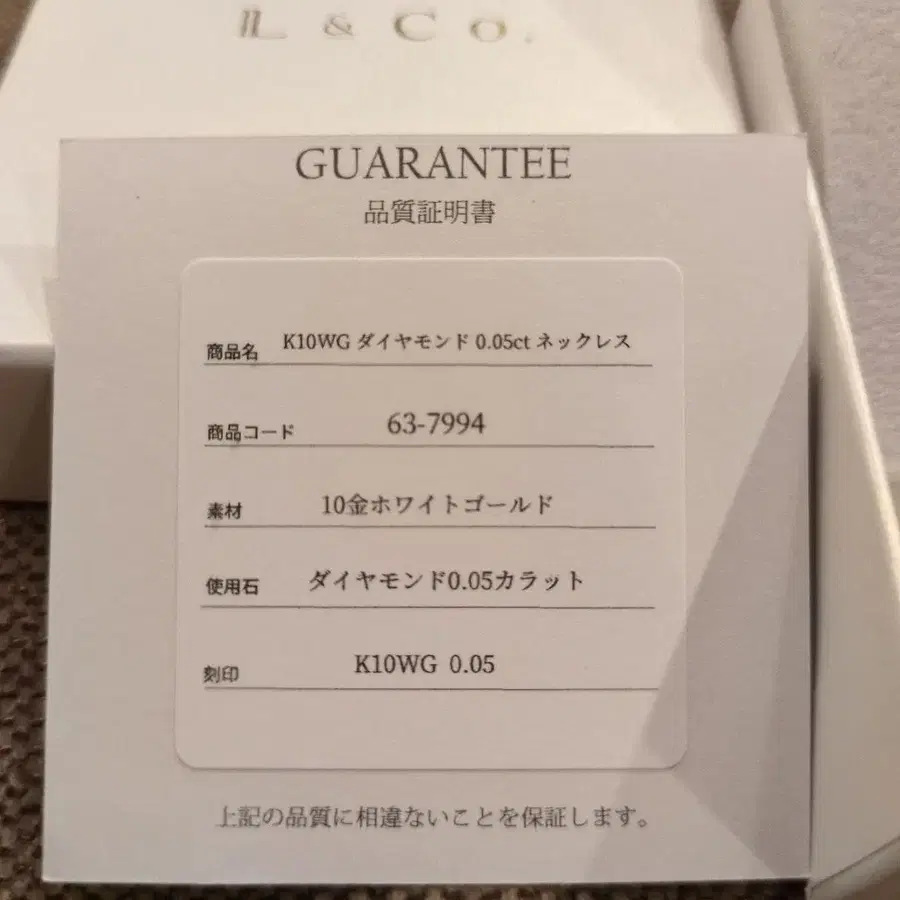 L & Co.
GUARANTEE
品質証明書
商品名 K10WG ダイヤモンド 0.05ct ネックレス
商品コード 63-7994
素材 10金ホワイトゴールド
使用石 ダイヤモンド0.05カラット
刻印 K10WG 0.05
上記の品質に相違ないことを保証します。